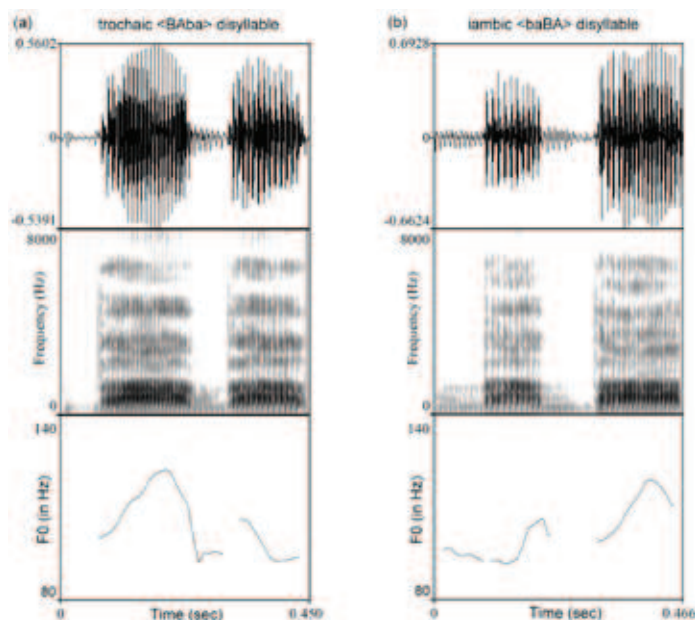 (a) trochaic <BAba> disyllable
0.5602
0
-0.5391
8000
Frequency (Hz)
0
140
F0 (in Hz)
80
0 Time (sec) 0.450
(b) iambic <baBA> disyllable
0.6928
0
-0.6624
8000
Frequency (Hz)
0
140
F0 (in Hz)
80
0 Time (sec) 0.466